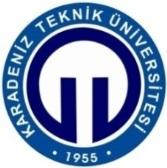 KARADENİZ TEKNİK ÜNİVERSİTESİ
• 1955 •